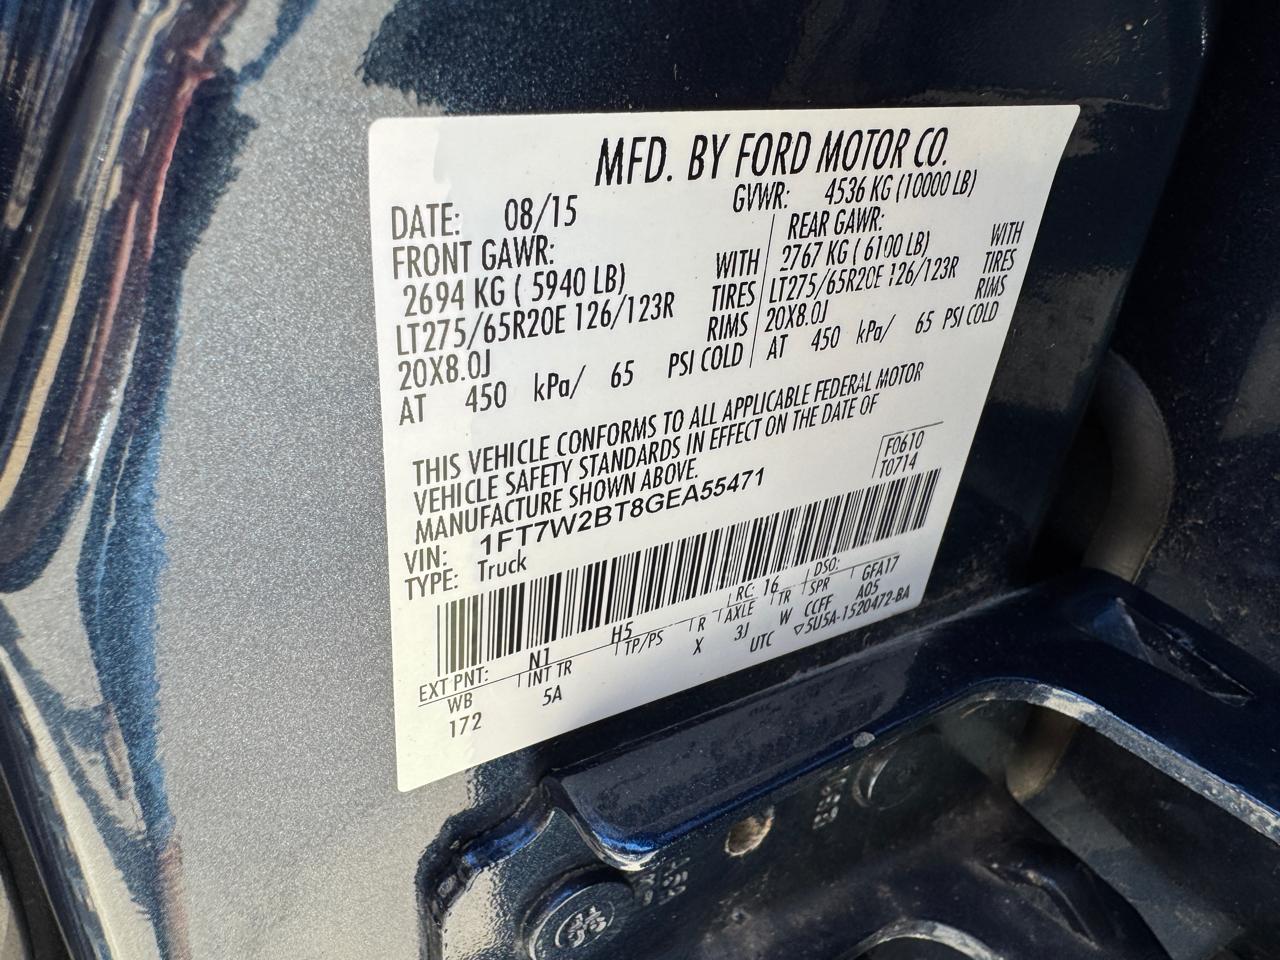 MFD. BY FORD MOTOR CO.
DATE: 08/15 GVWR: 4536 KG (10000 LB)
FRONT GAWR: REAR GAWR:
2694 KG ( 5940 LB) WITH 2767 KG ( 6100 LB) WITH
LT275/65R20E 126/123R TIRES LT275/65R20E 126/123R TIRES
20X8.0J RIMS 20X8.0J RIMS
AT 450 kPa/ 65 PSI COLD AT 450 kPa/ 65 PSI COLD
THIS VEHICLE CONFORMS TO ALL APPLICABLE FEDERAL MOTOR
VEHICLE SAFETY STANDARDS IN EFFECT ON THE DATE OF
MANUFACTURE SHOWN ABOVE.
F0610
T0714
VIN: 1FT7W2BT8GEA55471
TYPE: Truck
EXT PNT: N1 H5 RC: 16 DSO:
WB INT TR TP/PS R AXLE TR SPR GFA17
172 5A X 3J W CCFF A05
UTC ▽5U5A-1520472-BA